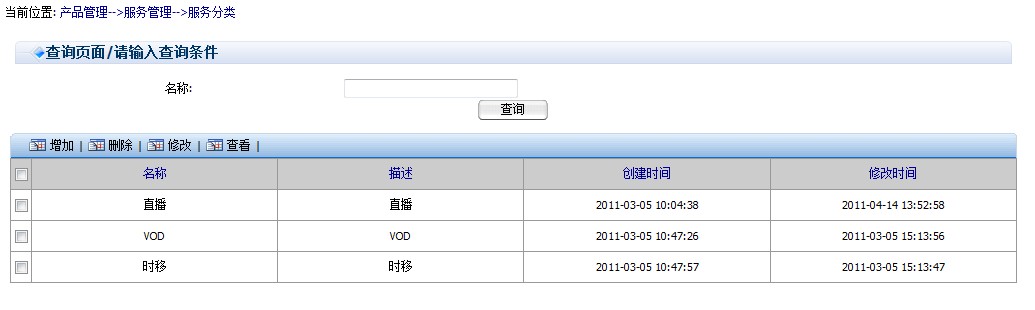 当前位置: 产品管理-->服务管理-->服务分类
查询页面/请输入查询条件
名称:
查询
增加 | 删除 | 修改 | 查看 |
名称 描述 创建时间 修改时间
直播 直播 2011-03-05 10:04:38 2011-04-14 13:52:58
VOD VOD 2011-03-05 10:47:26 2011-03-05 15:13:56
时移 时移 2011-03-05 10:47:57 2011-03-05 15:13:47